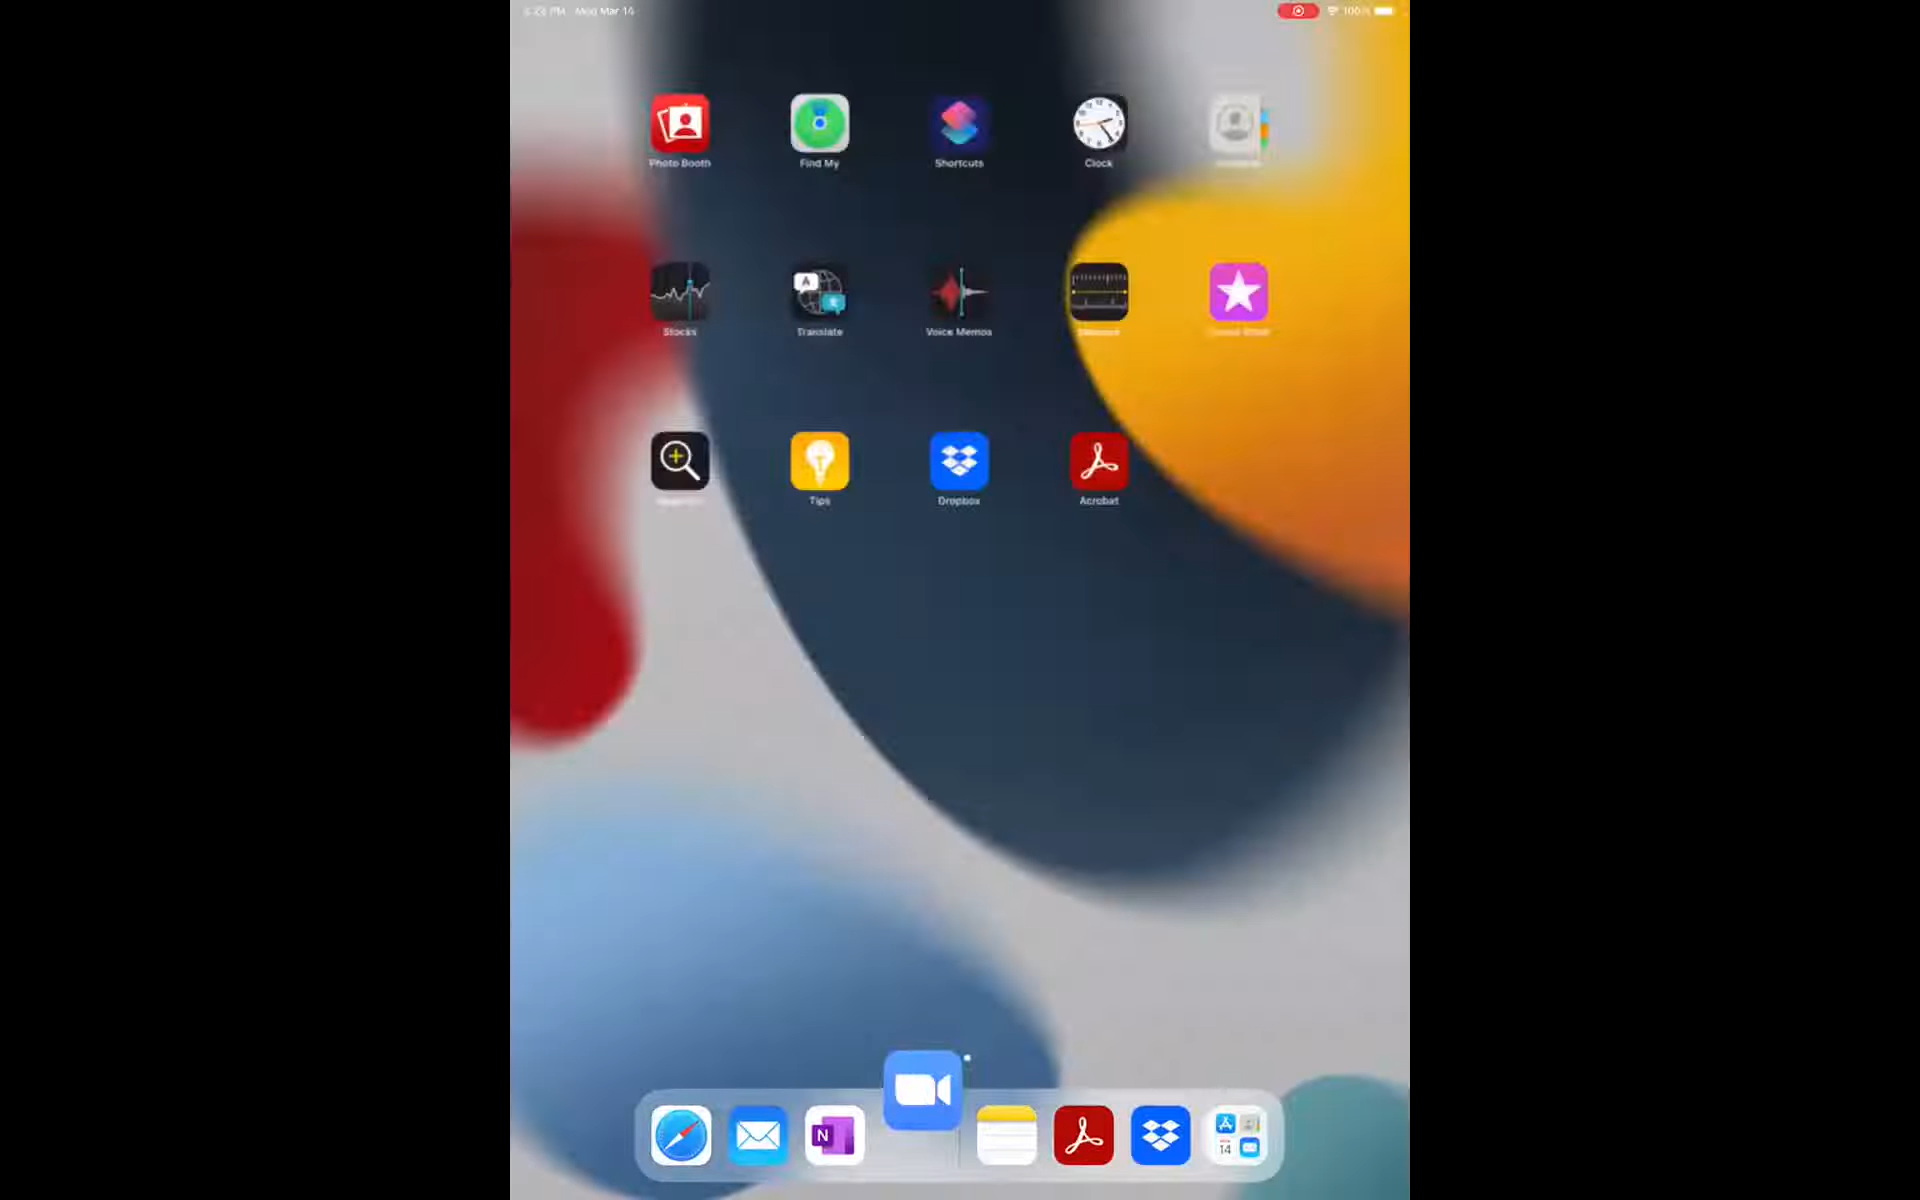 Mon Mar 14
100%
Photo Booth
Find My
Shortcuts
Clock
Stocks
Translate
Voice Memos
Tips
Dropbox
Acrobat
N
14